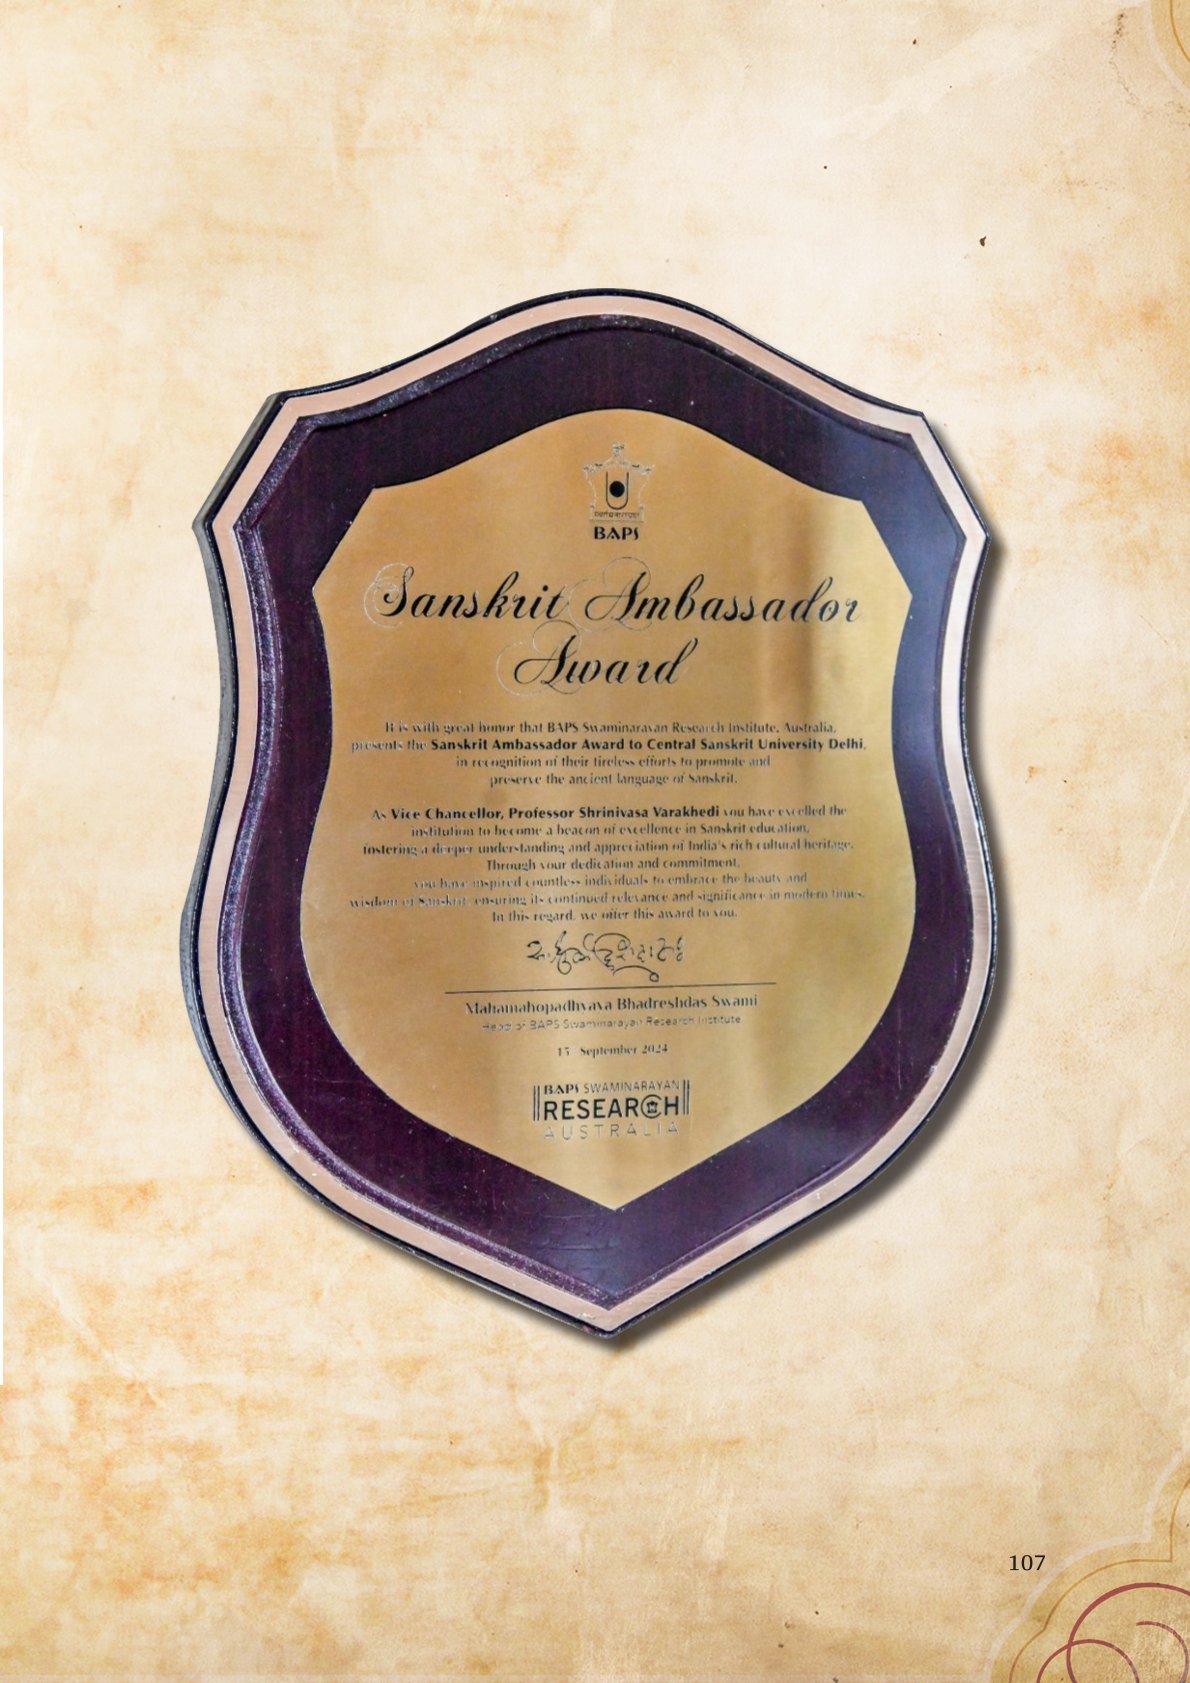 BAPS
Sanskrit Ambassador
Award
It is with great honor that BAPS Swaminarayan Research Institute, Australia,
presents the Sanskrit Ambassador Award to Central Sanskrit University Delhi,
in recognition of their tireless efforts to promote and
preserve the ancient language of Sanskrit.
As Vice Chancellor, Professor Shrinivasa Varakhedi you have excelled the
institution to become a beacon of excellence in Sanskrit education,
fostering a deeper understanding and appreciation of India's rich cultural heritage.
Through your dedication and commitment,
you have inspired countless individuals to embrace the beauty and
wisdom of Sanskrit, ensuring its continued relevance and significance in modern times.
In this regard, we offer this award to you.
Mahamahopadhyaya Bhadreshdas Swami
Head of BAPS Swaminarayan Research Institute
September 2024
BAPS SWAMINARAYAN
RESEARCH
AUSTRALIA
107